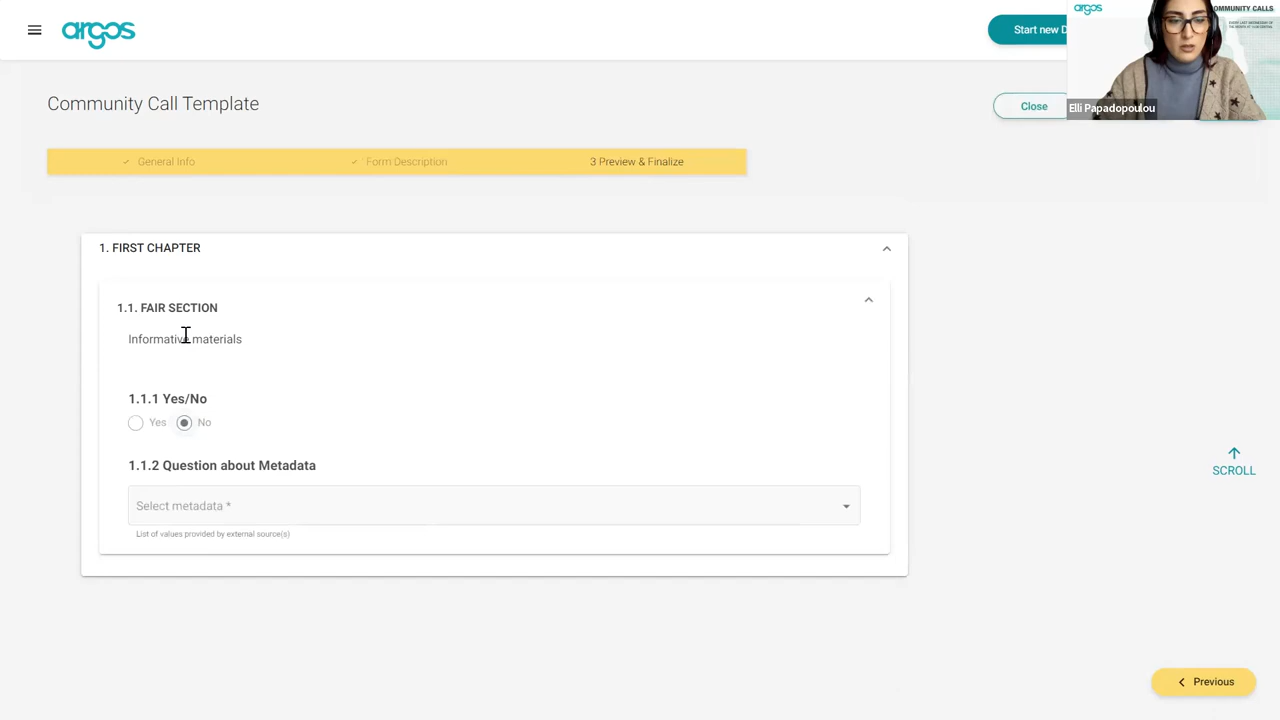 argos
Start new D
argos
OMMUNITY CALLS
Elli Papadopoulou
Community Call Template
Close
General Info
Form Description
3 Preview & Finalize
1. FIRST CHAPTER
1.1. FAIR SECTION
Informative materials
1.1.1 Yes/No
Yes No
1.1.2 Question about Metadata
Select metadata *
List of values provided by external source(s)
SCROLL
Previous